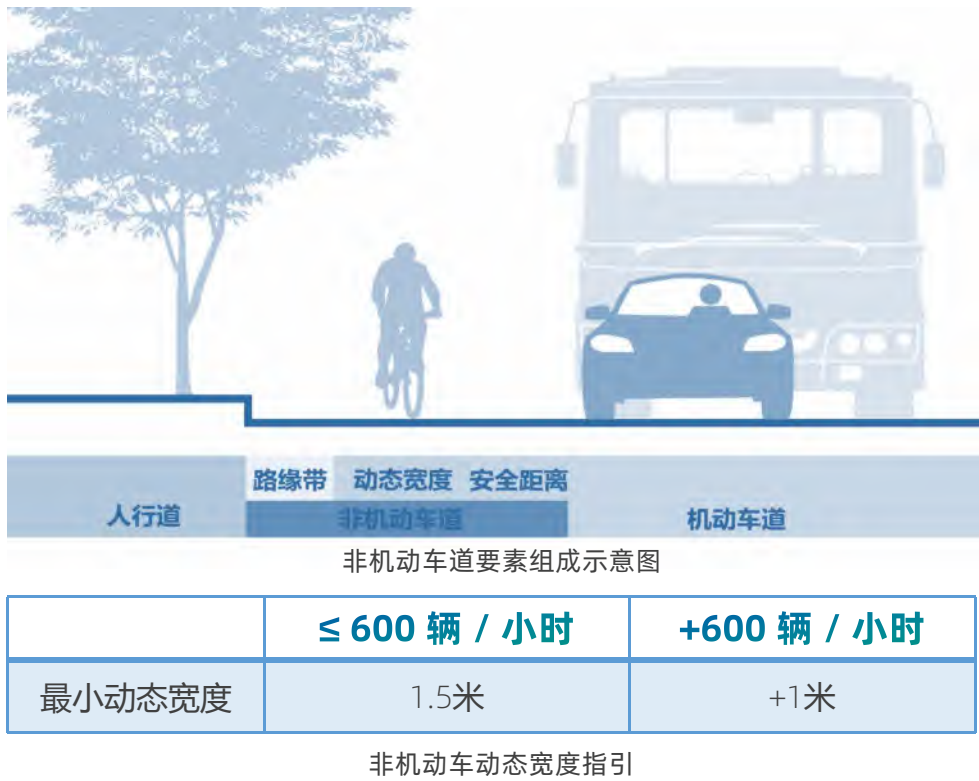 路缘带 动态宽度 安全距离
人行道 非机动车道 机动车道
非机动车道要素组成示意图
≤ 600 辆 / 小时 +600 辆 / 小时
最小动态宽度 1.5米 +1米
非机动车动态宽度指引